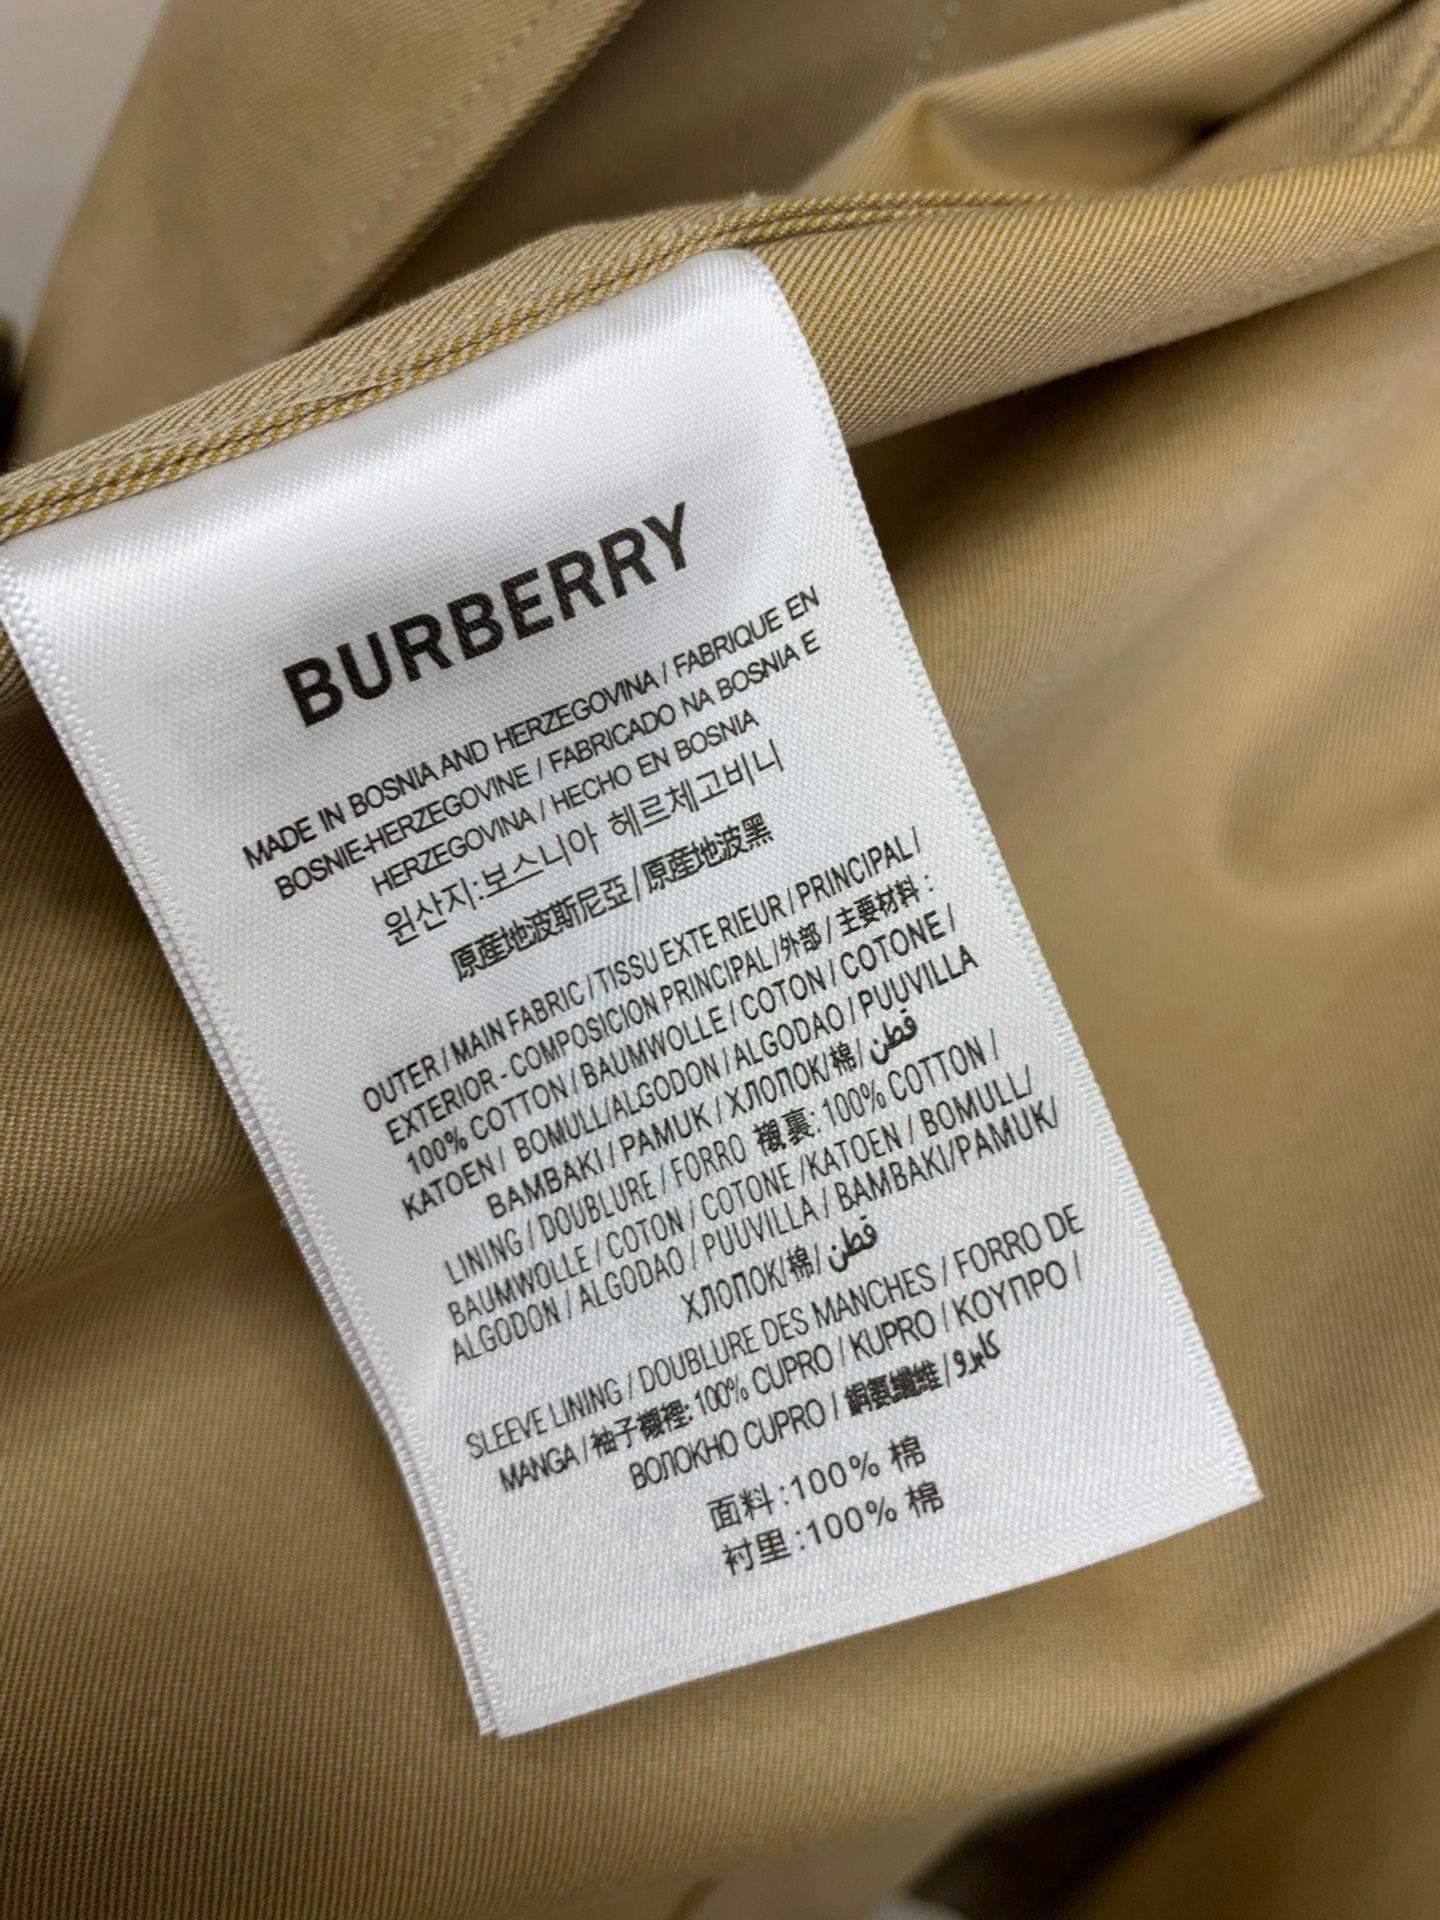 BURBERRY
MADE IN BOSNIA AND HERZEGOVINA / FABRIQUE EN
BOSNIE-HERZEGOVINE / FABRICADO NA BOSNIA E
HERZEGOVINA / HECHO EN BOSNIA
원산지:보스니아 헤르체고비니
原産地波斯尼亞 / 原産地波黑
OUTER / MAIN FABRIC / TISSU EXTE RIEUR / PRINCIPAL /
EXTERIOR - COMPOSICION PRINCIPAL /外部 / 主要材料 :
100% COTTON / BAUMWOLLE / COTON / COTONE /
KATOEN / BOMULL/ALGODON / ALGODAO / PUUVILLA
BAMBAKI / PAMUK / ХЛОПОК/棉/ قطن
LINING / DOUBLURE / FORRO 襯裏: 100% COTTON /
BAUMWOLLE / COTON / COTONE /KATOEN / BOMULL/
ALGODON / ALGODAO / PUUVILLA / BAMBAKI/PAMUK/
ХЛОПОК/棉/ قطن
SLEEVE LINING / DOUBLURE DES MANCHES / FORRO DE
MANGA / 袖子襯裡: 100% CUPRO / KUPRO / ΚΟΥΠΡΟ /
ВОЛОКНО CUPRO / 銅氨纖维 / كابرو
面料:100% 棉
衬里:100% 棉